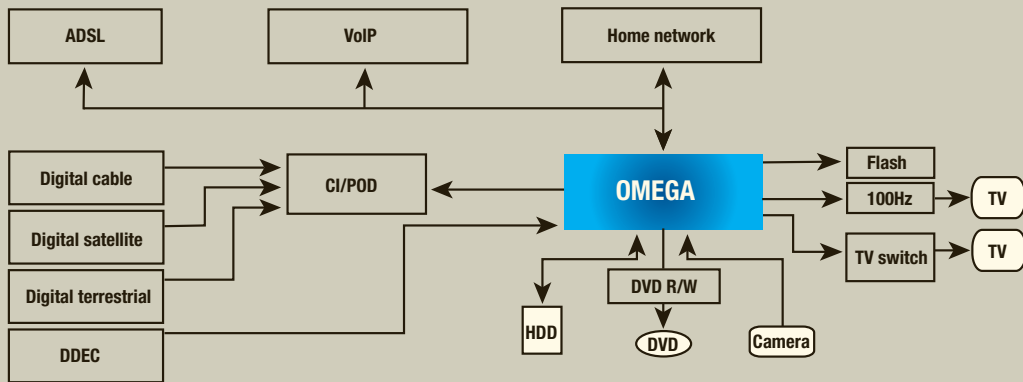 ADSL
VoIP
Home network
Digital cable
CI/POD
OMEGA
Flash
100Hz
TV
Digital satellite
TV switch
TV
Digital terrestrial
DVD R/W
HDD
DVD
Camera
DDEC